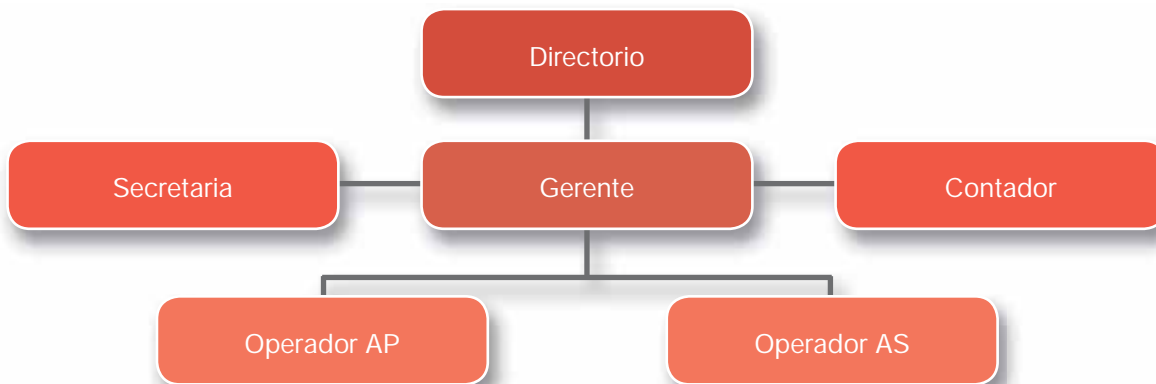 Directorio
Secretaria
Gerente
Contador
Operador AP
Operador AS